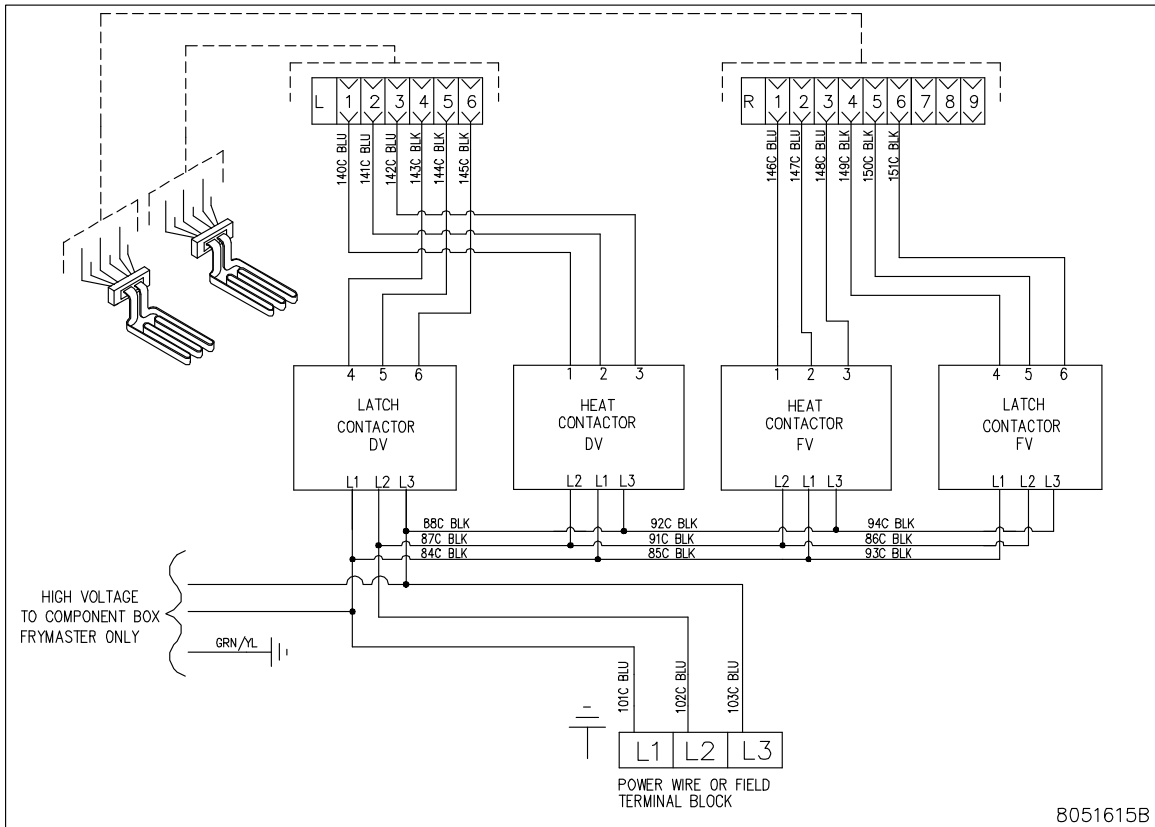 L 1 2 3 4 5 6
R 1 2 3 4 5 6 7 8 9
140C BLU
141C BLU
142C BLU
143C BLK
144C BLK
145C BLK
146C BLU
147C BLU
148C BLU
149C BLK
150C BLK
151C BLK
4 5 6
LATCH
CONTACTOR
DV
L1 L2 L3
1 2 3
HEAT
CONTACTOR
DV
L2 L1 L3
1 2 3
HEAT
CONTACTOR
FV
L2 L1 L3
4 5 6
LATCH
CONTACTOR
FV
L1 L2 L3
88C BLK 92C BLK 94C BLK
87C BLK 91C BLK 86C BLK
84C BLK 85C BLK 93C BLK
HIGH VOLTAGE
TO COMPONENT BOX
FRYMASTER ONLY
GRN/YL
101C BLU
102C BLU
103C BLU
L1 L2 L3
POWER WIRE OR FIELD
TERMINAL BLOCK
8051615B